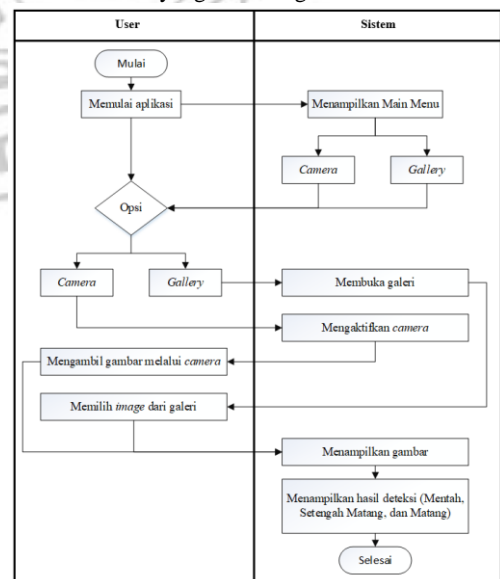 User
Sistem
Mulai
Memulai aplikasi
Menampilkan Main Menu
Camera
Gallery
Opsi
Camera
Gallery
Membuka galeri
Mengaktifkan camera
Mengambil gambar melalui camera
Memilih image dari galeri
Menampilkan gambar
Menampilkan hasil deteksi (Mentah,
Setengah Matang, dan Matang)
Selesai